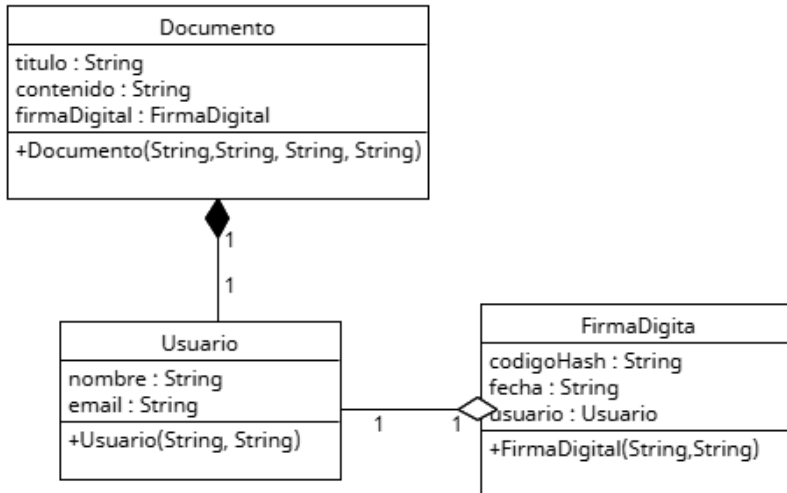 Documento
titulo : String
contenido : String
firmaDigital : FirmaDigital
+Documento(String,String, String, String)
1
1
Usuario
nombre : String
email : String
+Usuario(String, String)
1
1
FirmaDigita
codigoHash : String
fecha : String
usuario : Usuario
+FirmaDigital(String,String)